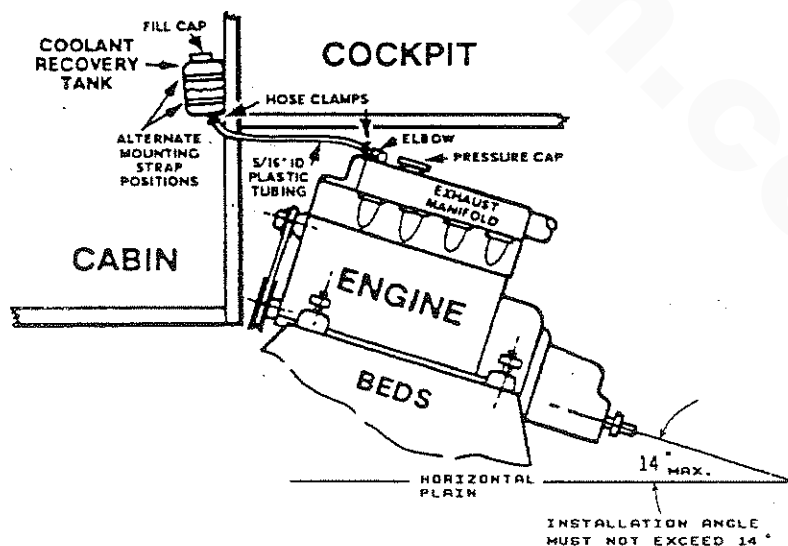 FILL CAP
COOLANT
RECOVERY
TANK
COCKPIT
HOSE CLAMPS
ELBOW
PRESSURE CAP
ALTERNATE
MOUNTING
STRAP
POSITIONS
5/16" ID
PLASTIC
TUBING
EXHAUST
MANIFOLD
CABIN
ENGINE
BEDS
14° MAX.
HORIZONTAL
PLAIN
INSTALLATION ANGLE
MUST NOT EXCEED 14°